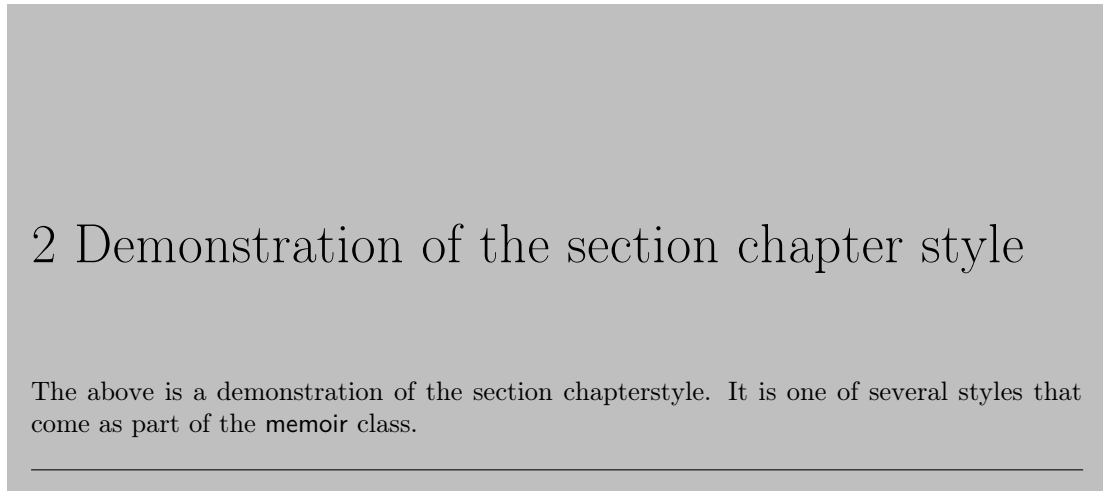 2 Demonstration of the section chapter style
The above is a demonstration of the section chapterstyle. It is one of several styles that
come as part of the memoir class.